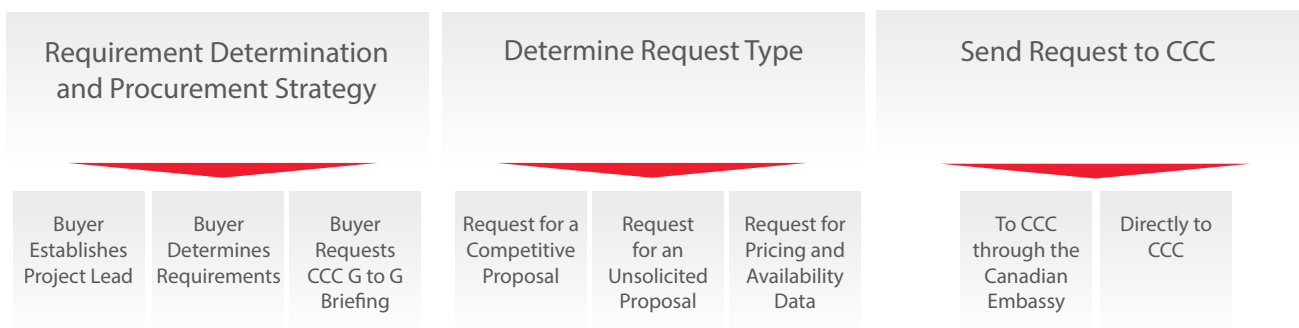 Requirement Determination
and Procurement Strategy
Determine Request Type
Send Request to CCC
Buyer
Establishes
Project Lead
Buyer
Determines
Requirements
Buyer
Requests
CCC G to G
Briefing
Request for a
Competitive
Proposal
Request
for an
Unsolicited
Proposal
Request for
Pricing and
Availability
Data
To CCC
through the
Canadian
Embassy
Directly to
CCC